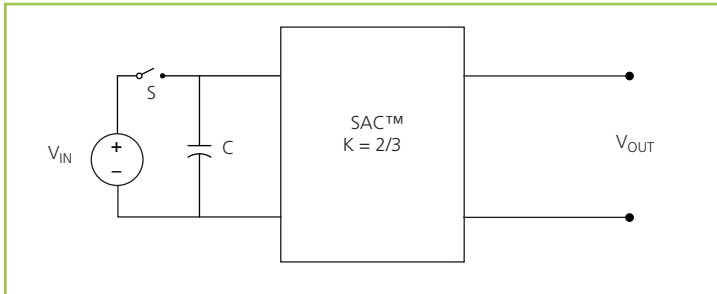 S
V_IN
+
−
C
SAC™
K = 2/3
V_OUT